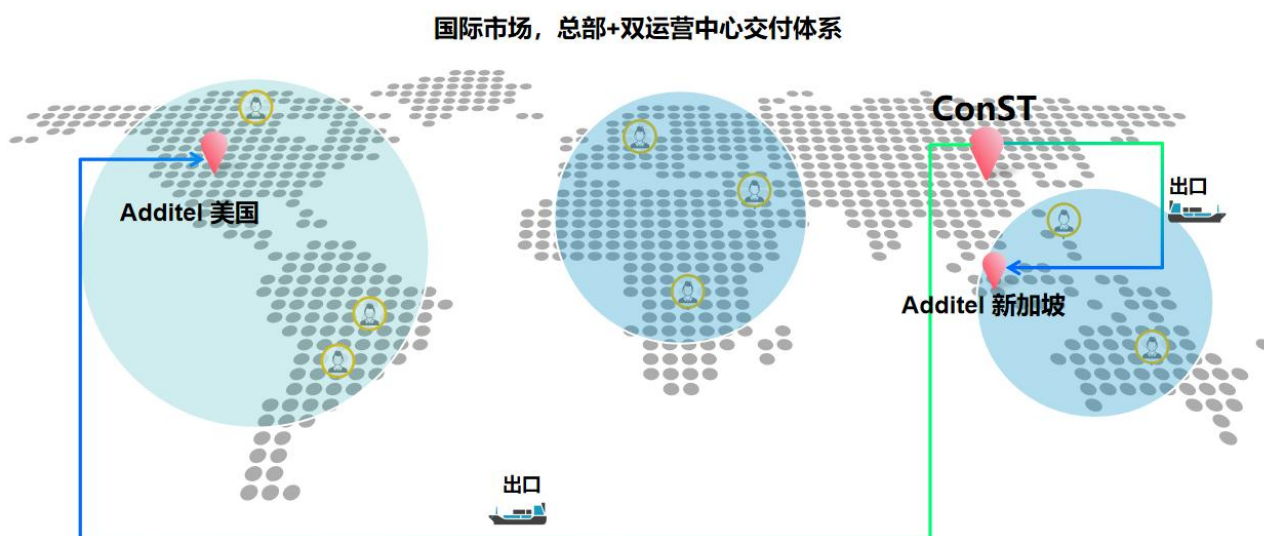 国际市场，总部+双运营中心交付体系
ConST
出口
Additel 美国
Additel 新加坡
出口